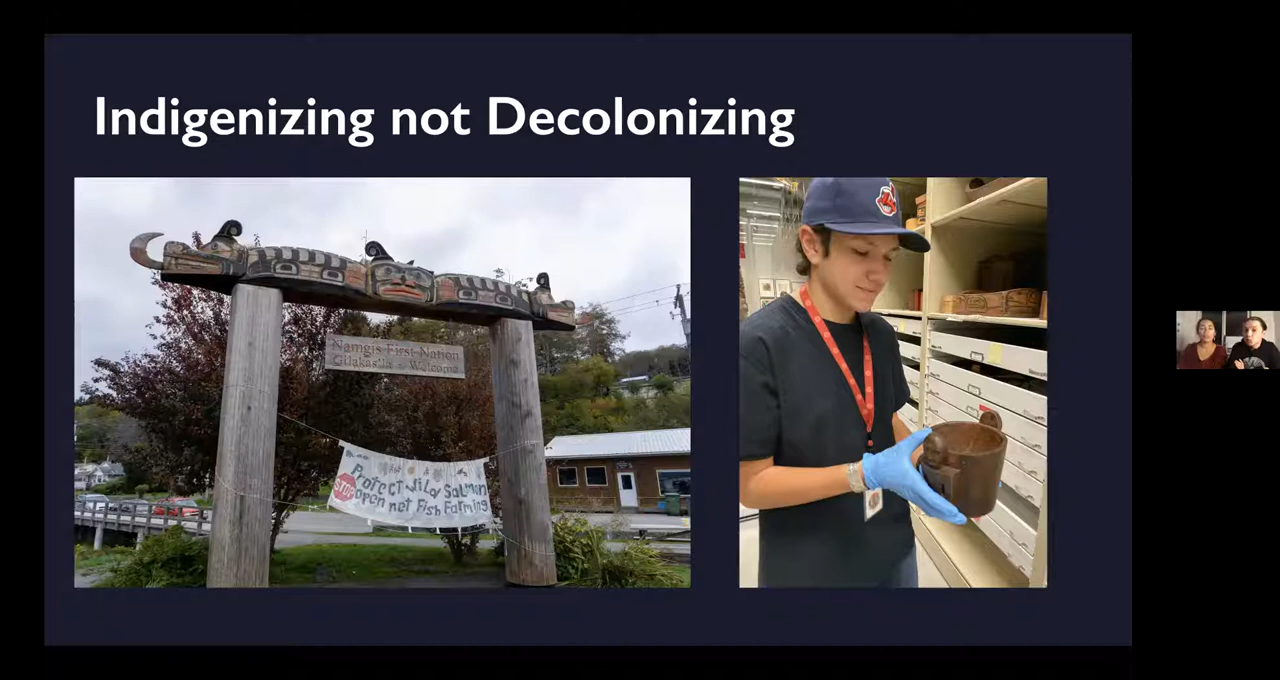 Indigenizing not Decolonizing
Namgis First Nation
Gilakas'la - Welcome
Protect Wild Salmon
STOP open net Fish Farming